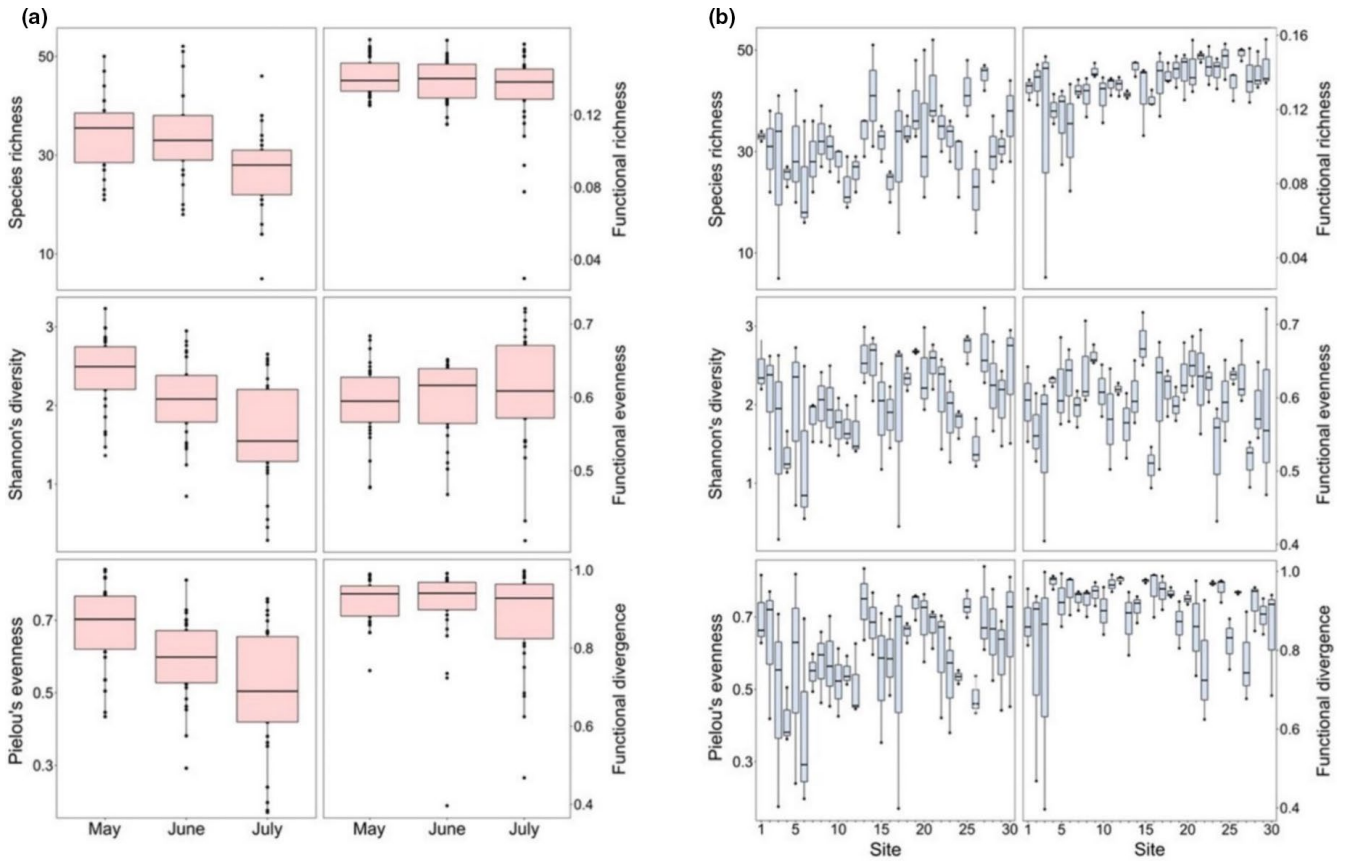 (a)
(b)
Species richness
50
30
10
Functional richness
0.12
0.08
0.04
Shannon's diversity
3
2
1
Functional evenness
0.7
0.6
0.5
Pielou's evenness
0.7
0.5
0.3
Functional divergence
1.0
0.8
0.6
0.4
May June July May June July
Species richness
50
30
10
Functional richness
0.16
0.12
0.08
0.04
Shannon's diversity
3
2
1
Functional evenness
0.7
0.6
0.5
0.4
Pielou's evenness
0.7
0.5
0.3
Functional divergence
1.0
0.8
0.6
0.4
1 5 10 15 20 25 30 1 5 10 15 20 25 30
Site Site